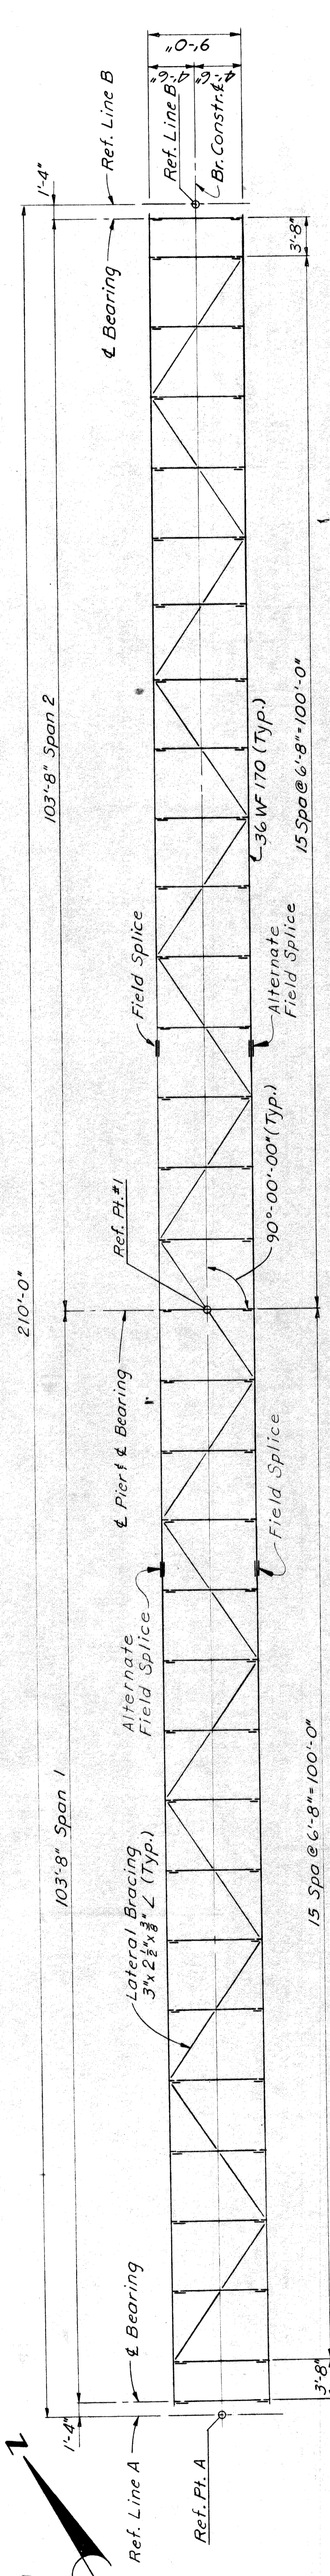 9'-0"
4'-6" 4'-6"
Ref. Line B
1'-4"
Ref. Line B
Br. Constr. ℄
℄ Bearing
3'-8"
103'-8" Span 2
15 Spa @ 6'-8"=100'-0"
36 WF 170 (Typ.)
Field Splice
Alternate
Field Splice
90°-00'-00" (Typ.)
Ref. Pt. #1
210'-0"
℄ Pier & ℄ Bearing
Field Splice
Alternate
Field Splice
103'-8" Span 1
15 Spa @ 6'-8"=100'-0"
Lateral Bracing
3" x 2 1/2" x 3/8" ∠ (Typ.)
℄ Bearing
1'-4"
3'-8"
Ref. Line A
Ref. Pt. A
N